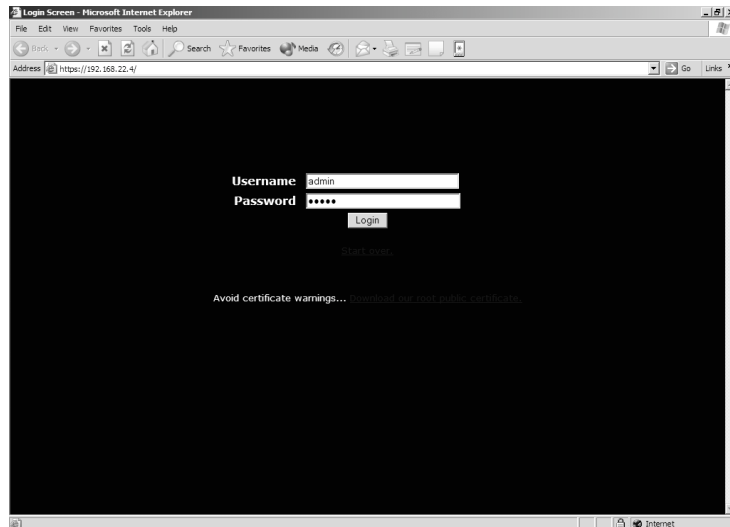 Login Screen - Microsoft Internet Explorer
File Edit View Favorites Tools Help
Back Search Favorites Media
Address https://192.168.22.4/ Go Links
Username admin
Password •••••
Login
Start over.
Avoid certificate warnings... Download our root public certificate.
Internet